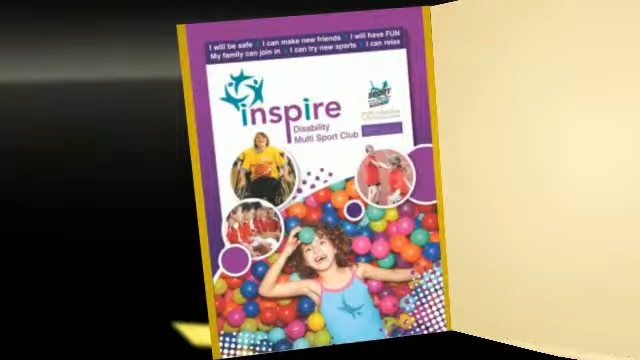 I will be safe / I can make new friends / I will have FUN
My family can join in / I can try new sports / I can relax
inspire
Disability
Multi Sport Club
SPORT